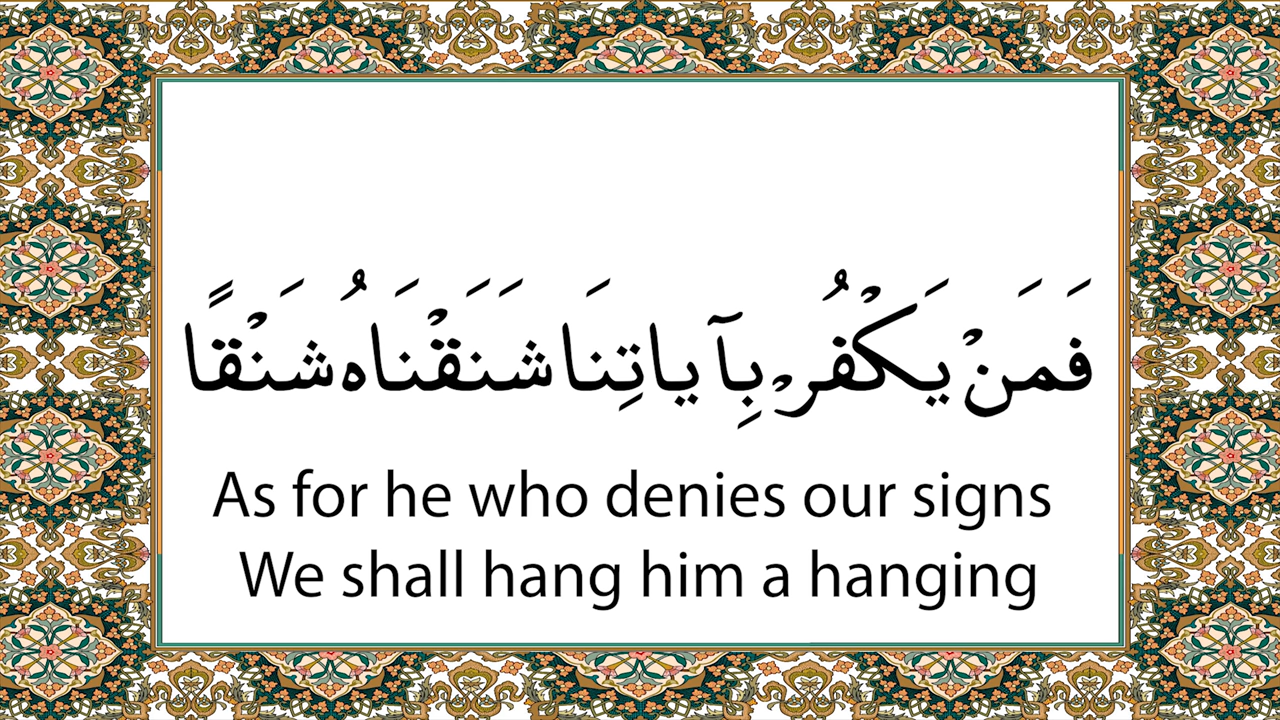 فَمَنْ يَكْفُرْ بِآياتِنَا شَنَقْنَاهُ شَنْقًا
As for he who denies our signs
We shall hang him a hanging